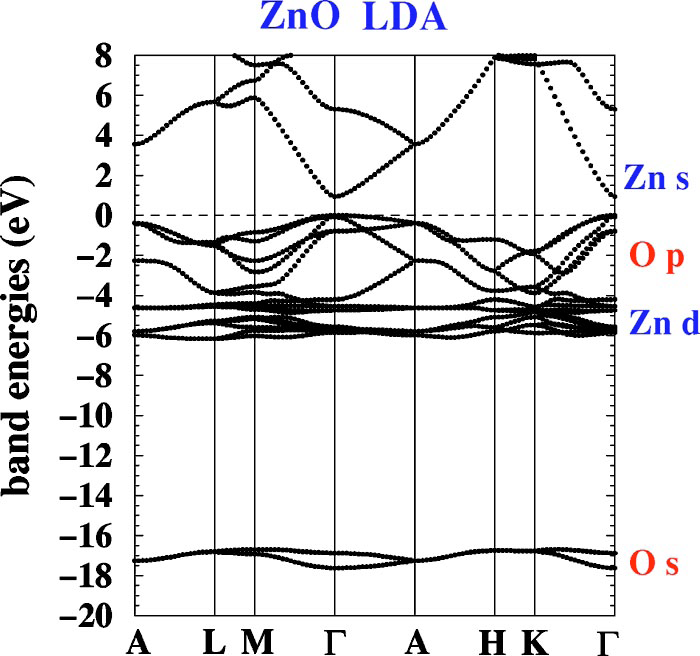 ZnO LDA
8
6
4
2
0
−2
−4
−6
−8
−10
−12
−14
−16
−18
−20
band energies (eV)
Zn s
O p
Zn d
O s
A L M Γ A H K Γ